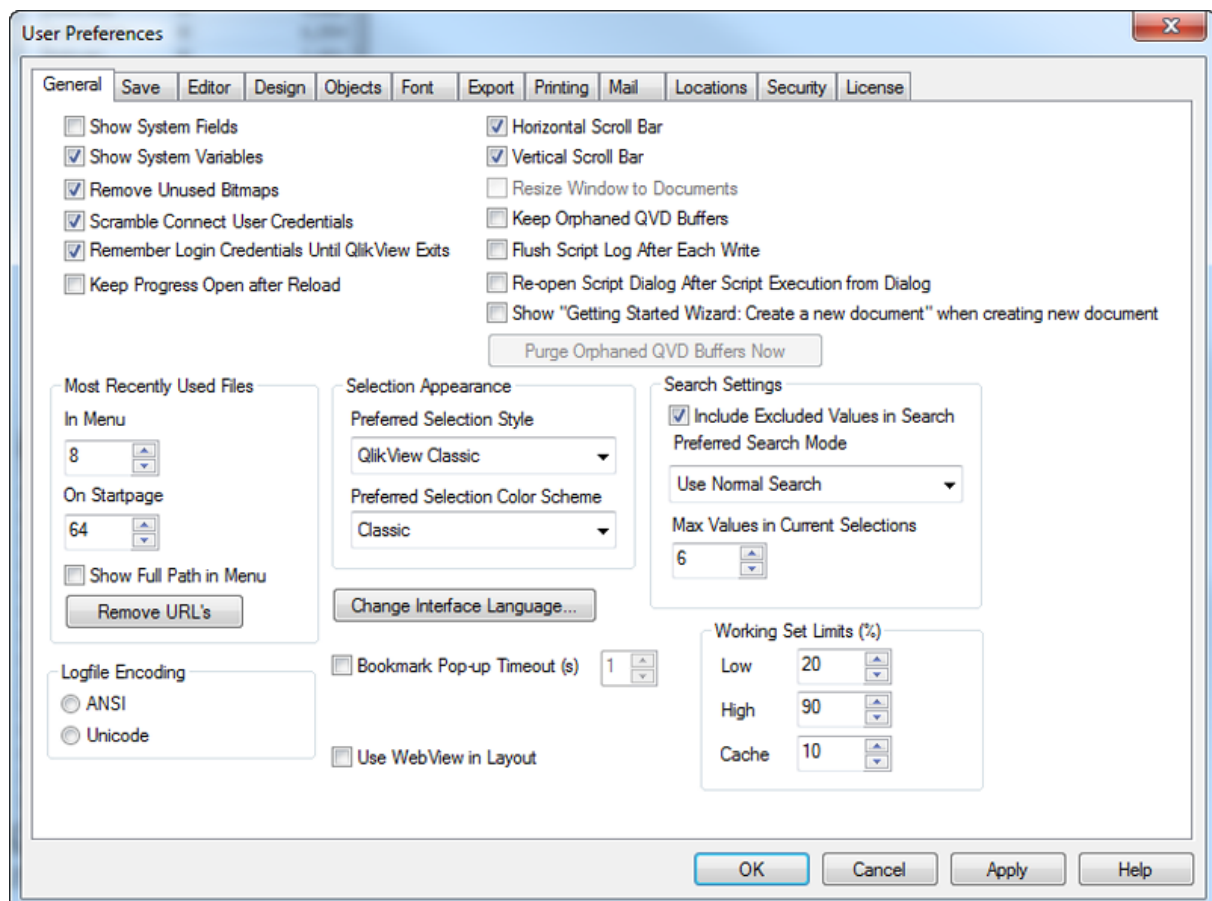 User Preferences
General Save Editor Design Objects Font Export Printing Mail Locations Security License
Show System Fields
Show System Variables
Remove Unused Bitmaps
Scramble Connect User Credentials
Remember Login Credentials Until QlikView Exits
Keep Progress Open after Reload
Horizontal Scroll Bar
Vertical Scroll Bar
Resize Window to Documents
Keep Orphaned QVD Buffers
Flush Script Log After Each Write
Re-open Script Dialog After Script Execution from Dialog
Show "Getting Started Wizard: Create a new document" when creating new document
Purge Orphaned QVD Buffers Now
Most Recently Used Files
In Menu
8
On Startpage
64
Show Full Path in Menu
Remove URL's
Selection Appearance
Preferred Selection Style
QlikView Classic
Preferred Selection Color Scheme
Classic
Change Interface Language...
Search Settings
Include Excluded Values in Search
Preferred Search Mode
Use Normal Search
Max Values in Current Selections
6
Logfile Encoding
ANSI
Unicode
Bookmark Pop-up Timeout (s) 1
Use WebView in Layout
Working Set Limits (%)
Low 20
High 90
Cache 10
OK Cancel Apply Help